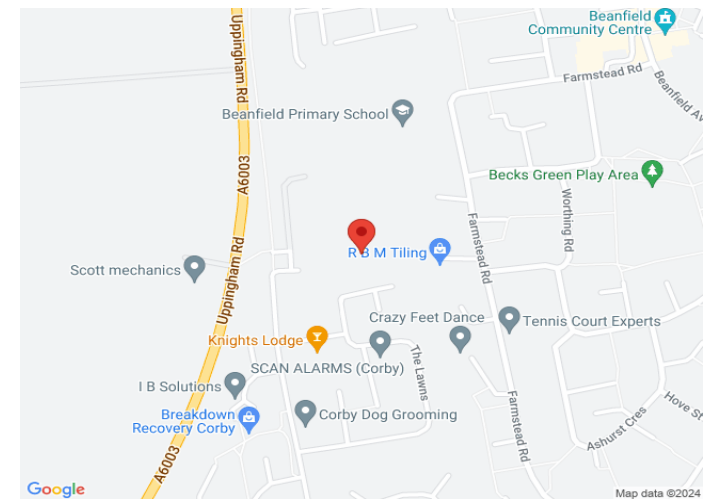 Beanfield
Community Centre
Uppingham Rd
Farmstead Rd
Beanfield Av
Beanfield Primary School
A6003
Becks Green Play Area
Worthing Rd
Farmstead Rd
R B M Tiling
Scott mechanics
Uppingham Rd
Crazy Feet Dance
Tennis Court Experts
Knights Lodge
SCAN ALARMS (Corby)
The Lawns
I B Solutions
Breakdown
Recovery Corby
Corby Dog Grooming
Farmstead Rd
Hove St
Ashurst Cres
A6003
Google
Map data ©2024